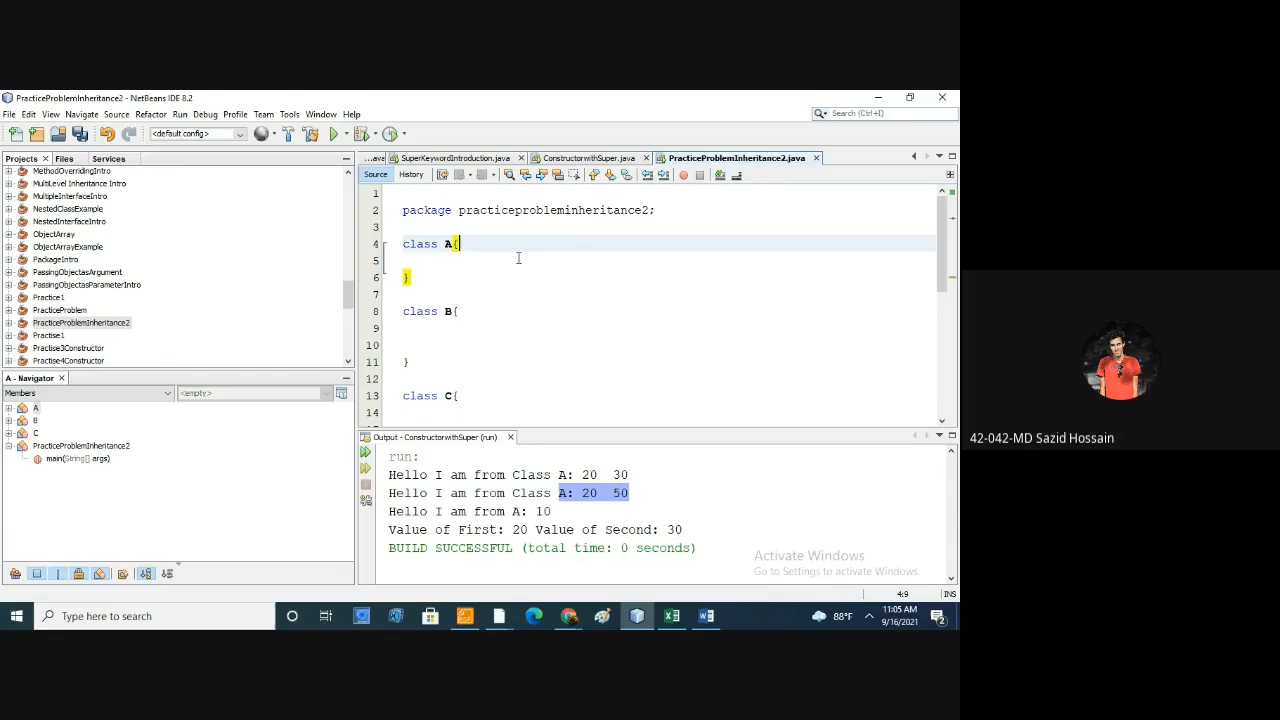 PracticeProblemInheritance2 - NetBeans IDE 8.2
File Edit View Navigate Source Refactor Run Debug Profile Team Tools Window Help
Search (Ctrl+I)
<default config>
Projects Files Services
...ava SuperKeywordIntroduction.java ConstructorwithSuper.java PracticeProblemInheritance2.java
Source History
MethodOverridingIntro
MultiLevel Inheritance Intro
MultipleInterfaceIntro
NestedClassExample
NestedInterfaceIntro
ObjectArray
ObjectArrayExample
PackageIntro
PassingObjectasArgument
PassingObjectasParameterIntro
Practice1
PracticeProblem
PracticeProblemInheritance2
Practise1
Practise3Constructor
Practise4Constructor
1
2 package practiceprobleminheritance2;
3
4 class A{
5
6 }
7
8 class B{
9
10
11 }
12
13 class C{
14
A - Navigator
Members <empty>
A
B
C
PracticeProblemInheritance2
main(String[] args)
Output - ConstructorwithSuper (run)
run:
Hello I am from Class A: 20 30
Hello I am from Class A: 20 50
Hello I am from A: 10
Value of First: 20 Value of Second: 30
BUILD SUCCESSFUL (total time: 0 seconds)
Activate Windows
Go to Settings to activate Windows.
4:9 INS
Type here to search
88°F
11:05 AM
9/16/2021
2
42-042-MD Sazid Hossain